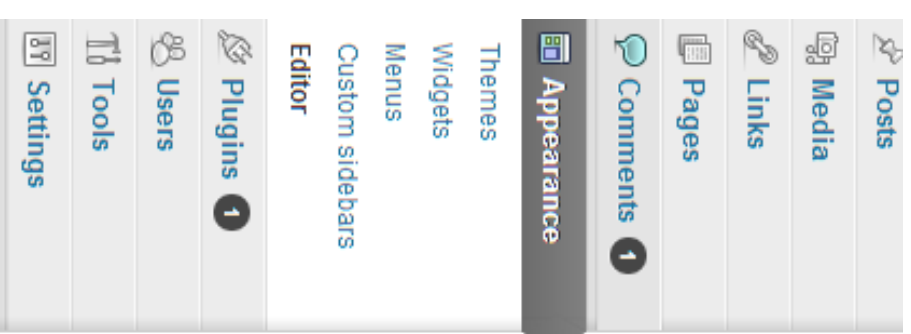 Posts
Media
Links
Pages
Comments 1
Appearance
Themes
Widgets
Menus
Custom sidebars
Editor
Plugins 1
Users
Tools
Settings